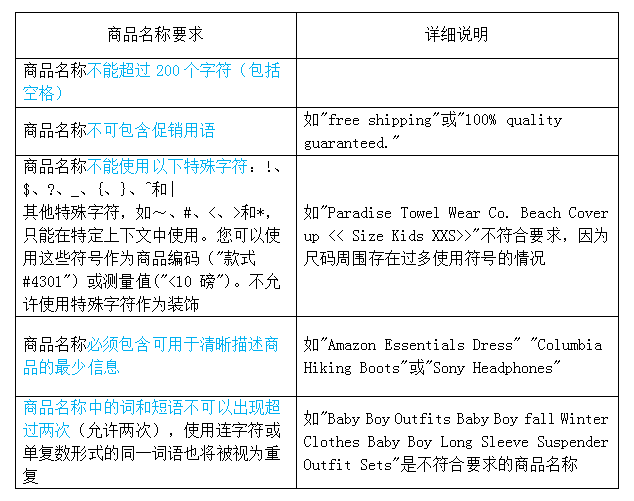 商品名称要求
详细说明
商品名称不能超过 200 个字符（包括
空格）
商品名称不可包含促销用语
如"free shipping"或"100% quality
guaranteed."
商品名称不能使用以下特殊字符：!、
$、?、_、{、}、^和|
其他特殊字符，如～、#、<、>和*，
只能在特定上下文中使用。您可以使
用这些符号作为商品编码（"款式
#4301"）或测量值("<10 磅")。不允
许使用特殊字符作为装饰
如"Paradise Towel Wear Co. Beach Cover
up << Size Kids XXS>>"不符合要求，因为
尺码周围存在过多使用符号的情况
商品名称必须包含可用于清晰描述商
品的最少信息
如"Amazon Essentials Dress" "Columbia
Hiking Boots"或"Sony Headphones"
商品名称中的词和短语不可以出现超
过两次（允许两次），使用连字符或
单复数形式的同一词语也将被视为重
复
如"Baby Boy Outfits Baby Boy fall Winter
Clothes Baby Boy Long Sleeve Suspender
Outfit Sets"是不符合要求的商品名称